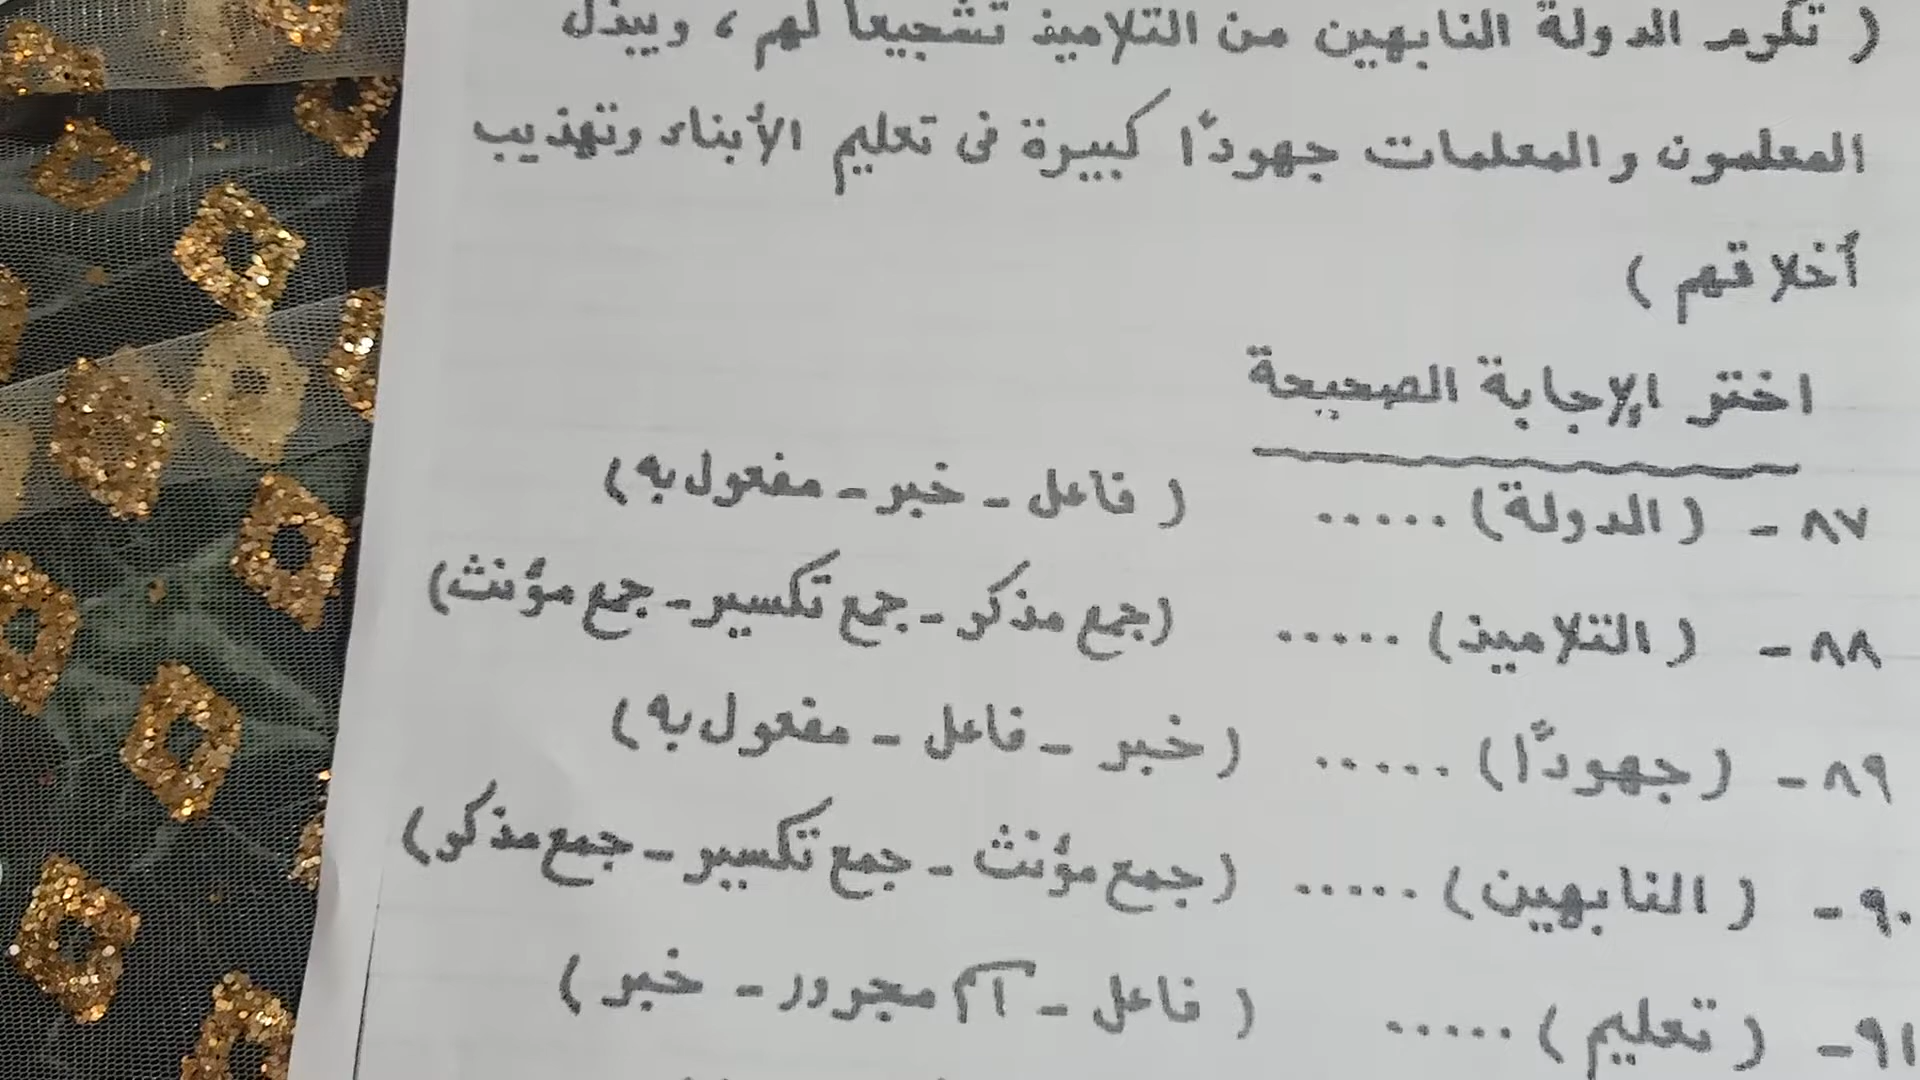 ( تكرم الدولة النابهين من التلاميذ تشجيعاً لهم ، ويبذل
المعلمون والمعلمات جهودًا كبيرة فى تعليم الأبناء وتهذيب
أخلاقهم )
اختر الإجابة الصحيحة
٨٧ - ( الدولة ) ..... ( فاعل - خبر - مفعول به )
٨٨ - ( التلاميذ ) ..... ( جمع مذكر - جمع تكسير - جمع مؤنث )
٨٩ - ( جهودًا ) ..... ( خبر - فاعل - مفعول به )
٩٠ - ( النابهين ) ..... ( جمع مؤنث - جمع تكسير - جمع مذكر )
٩١ - ( تعليم ) ..... ( فاعل - اسم مجرور - خبر )